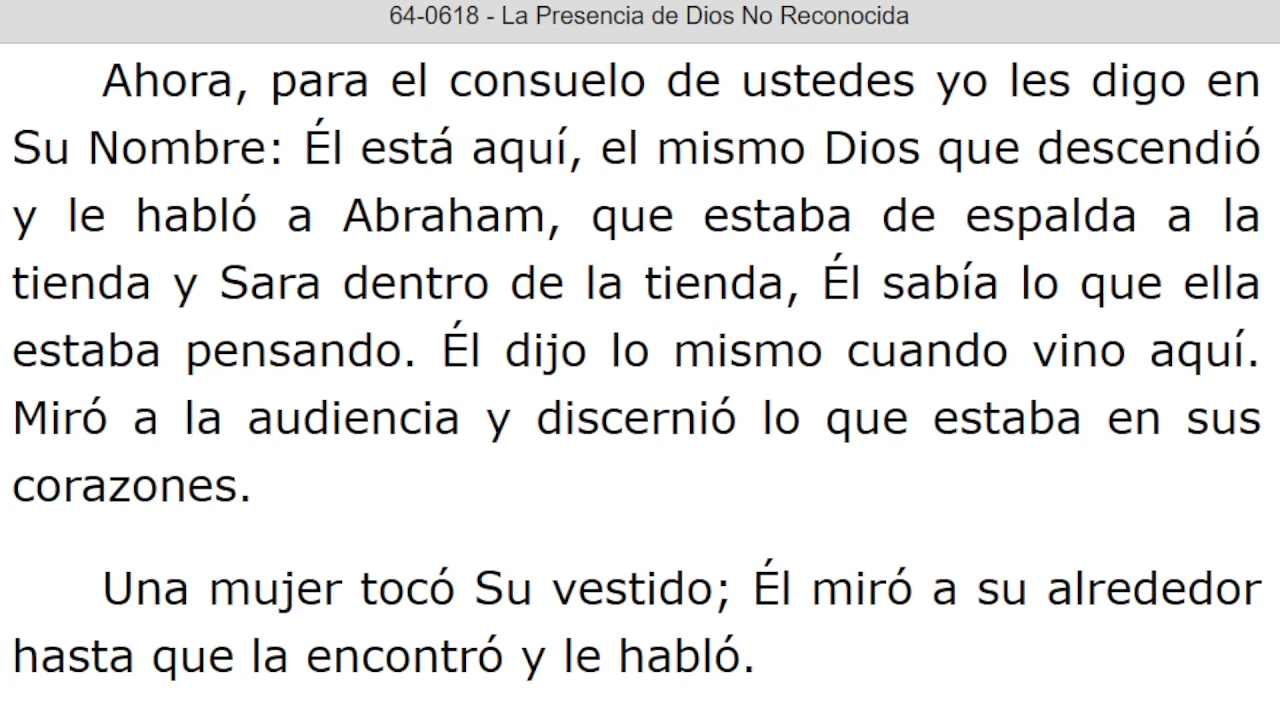 64-0618 - La Presencia de Dios No Reconocida
Ahora, para el consuelo de ustedes yo les digo en
Su Nombre: Él está aquí, el mismo Dios que descendió
y le habló a Abraham, que estaba de espalda a la
tienda y Sara dentro de la tienda, Él sabía lo que ella
estaba pensando. Él dijo lo mismo cuando vino aquí.
Miró a la audiencia y discernió lo que estaba en sus
corazones.
Una mujer tocó Su vestido; Él miró a su alrededor
hasta que la encontró y le habló.